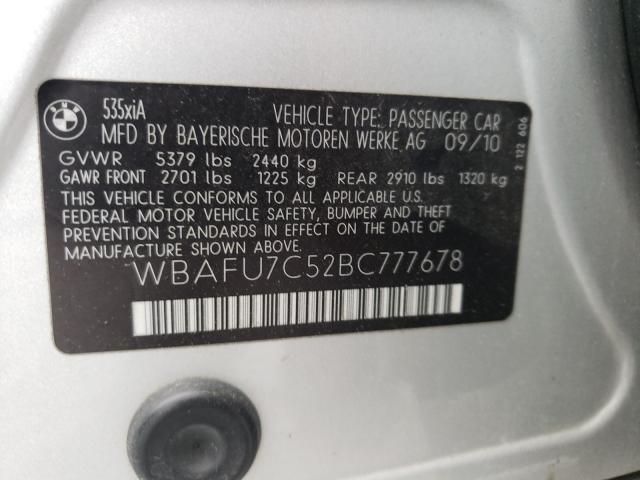 BMW
535xiA VEHICLE TYPE: PASSENGER CAR
MFD BY BAYERISCHE MOTOREN WERKE AG 09/10
GVWR 5379 lbs 2440 kg
GAWR FRONT 2701 lbs 1225 kg REAR 2910 lbs 1320 kg
THIS VEHICLE CONFORMS TO ALL APPLICABLE U.S.
FEDERAL MOTOR VEHICLE SAFETY, BUMPER AND THEFT
PREVENTION STANDARDS IN EFFECT ON THE DATE OF
MANUFACTURE SHOWN ABOVE:
WBAFU7C52BC777678
2 122 606